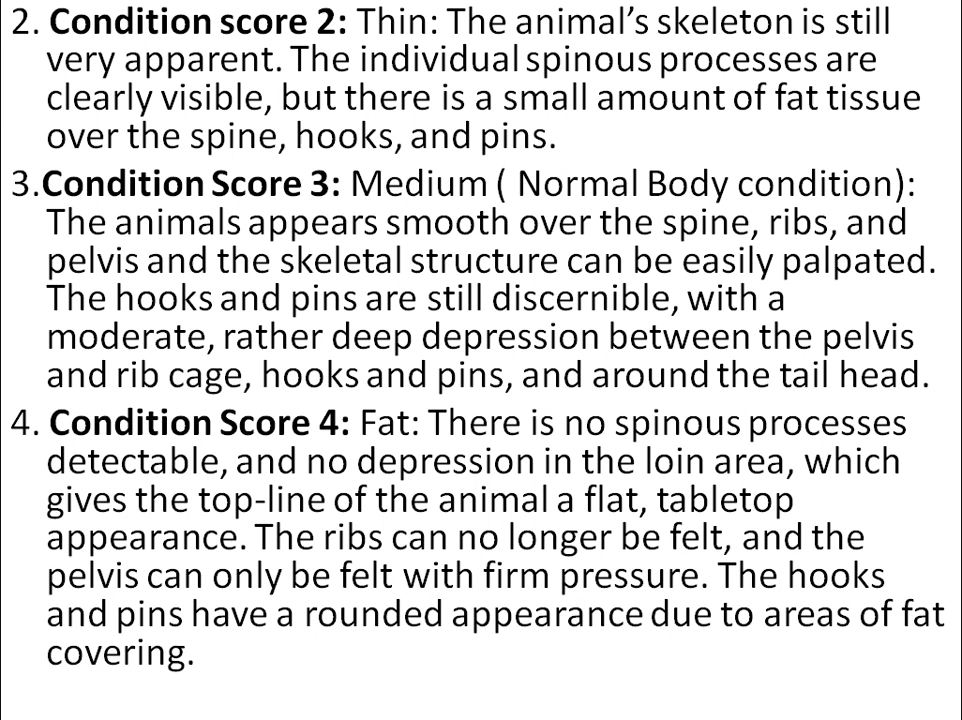 2. Condition score 2: Thin: The animal’s skeleton is still
very apparent. The individual spinous processes are
clearly visible, but there is a small amount of fat tissue
over the spine, hooks, and pins.
3.Condition Score 3: Medium ( Normal Body condition):
The animals appears smooth over the spine, ribs, and
pelvis and the skeletal structure can be easily palpated.
The hooks and pins are still discernible, with a
moderate, rather deep depression between the pelvis
and rib cage, hooks and pins, and around the tail head.
4. Condition Score 4: Fat: There is no spinous processes
detectable, and no depression in the loin area, which
gives the top-line of the animal a flat, tabletop
appearance. The ribs can no longer be felt, and the
pelvis can only be felt with firm pressure. The hooks
and pins have a rounded appearance due to areas of fat
covering.